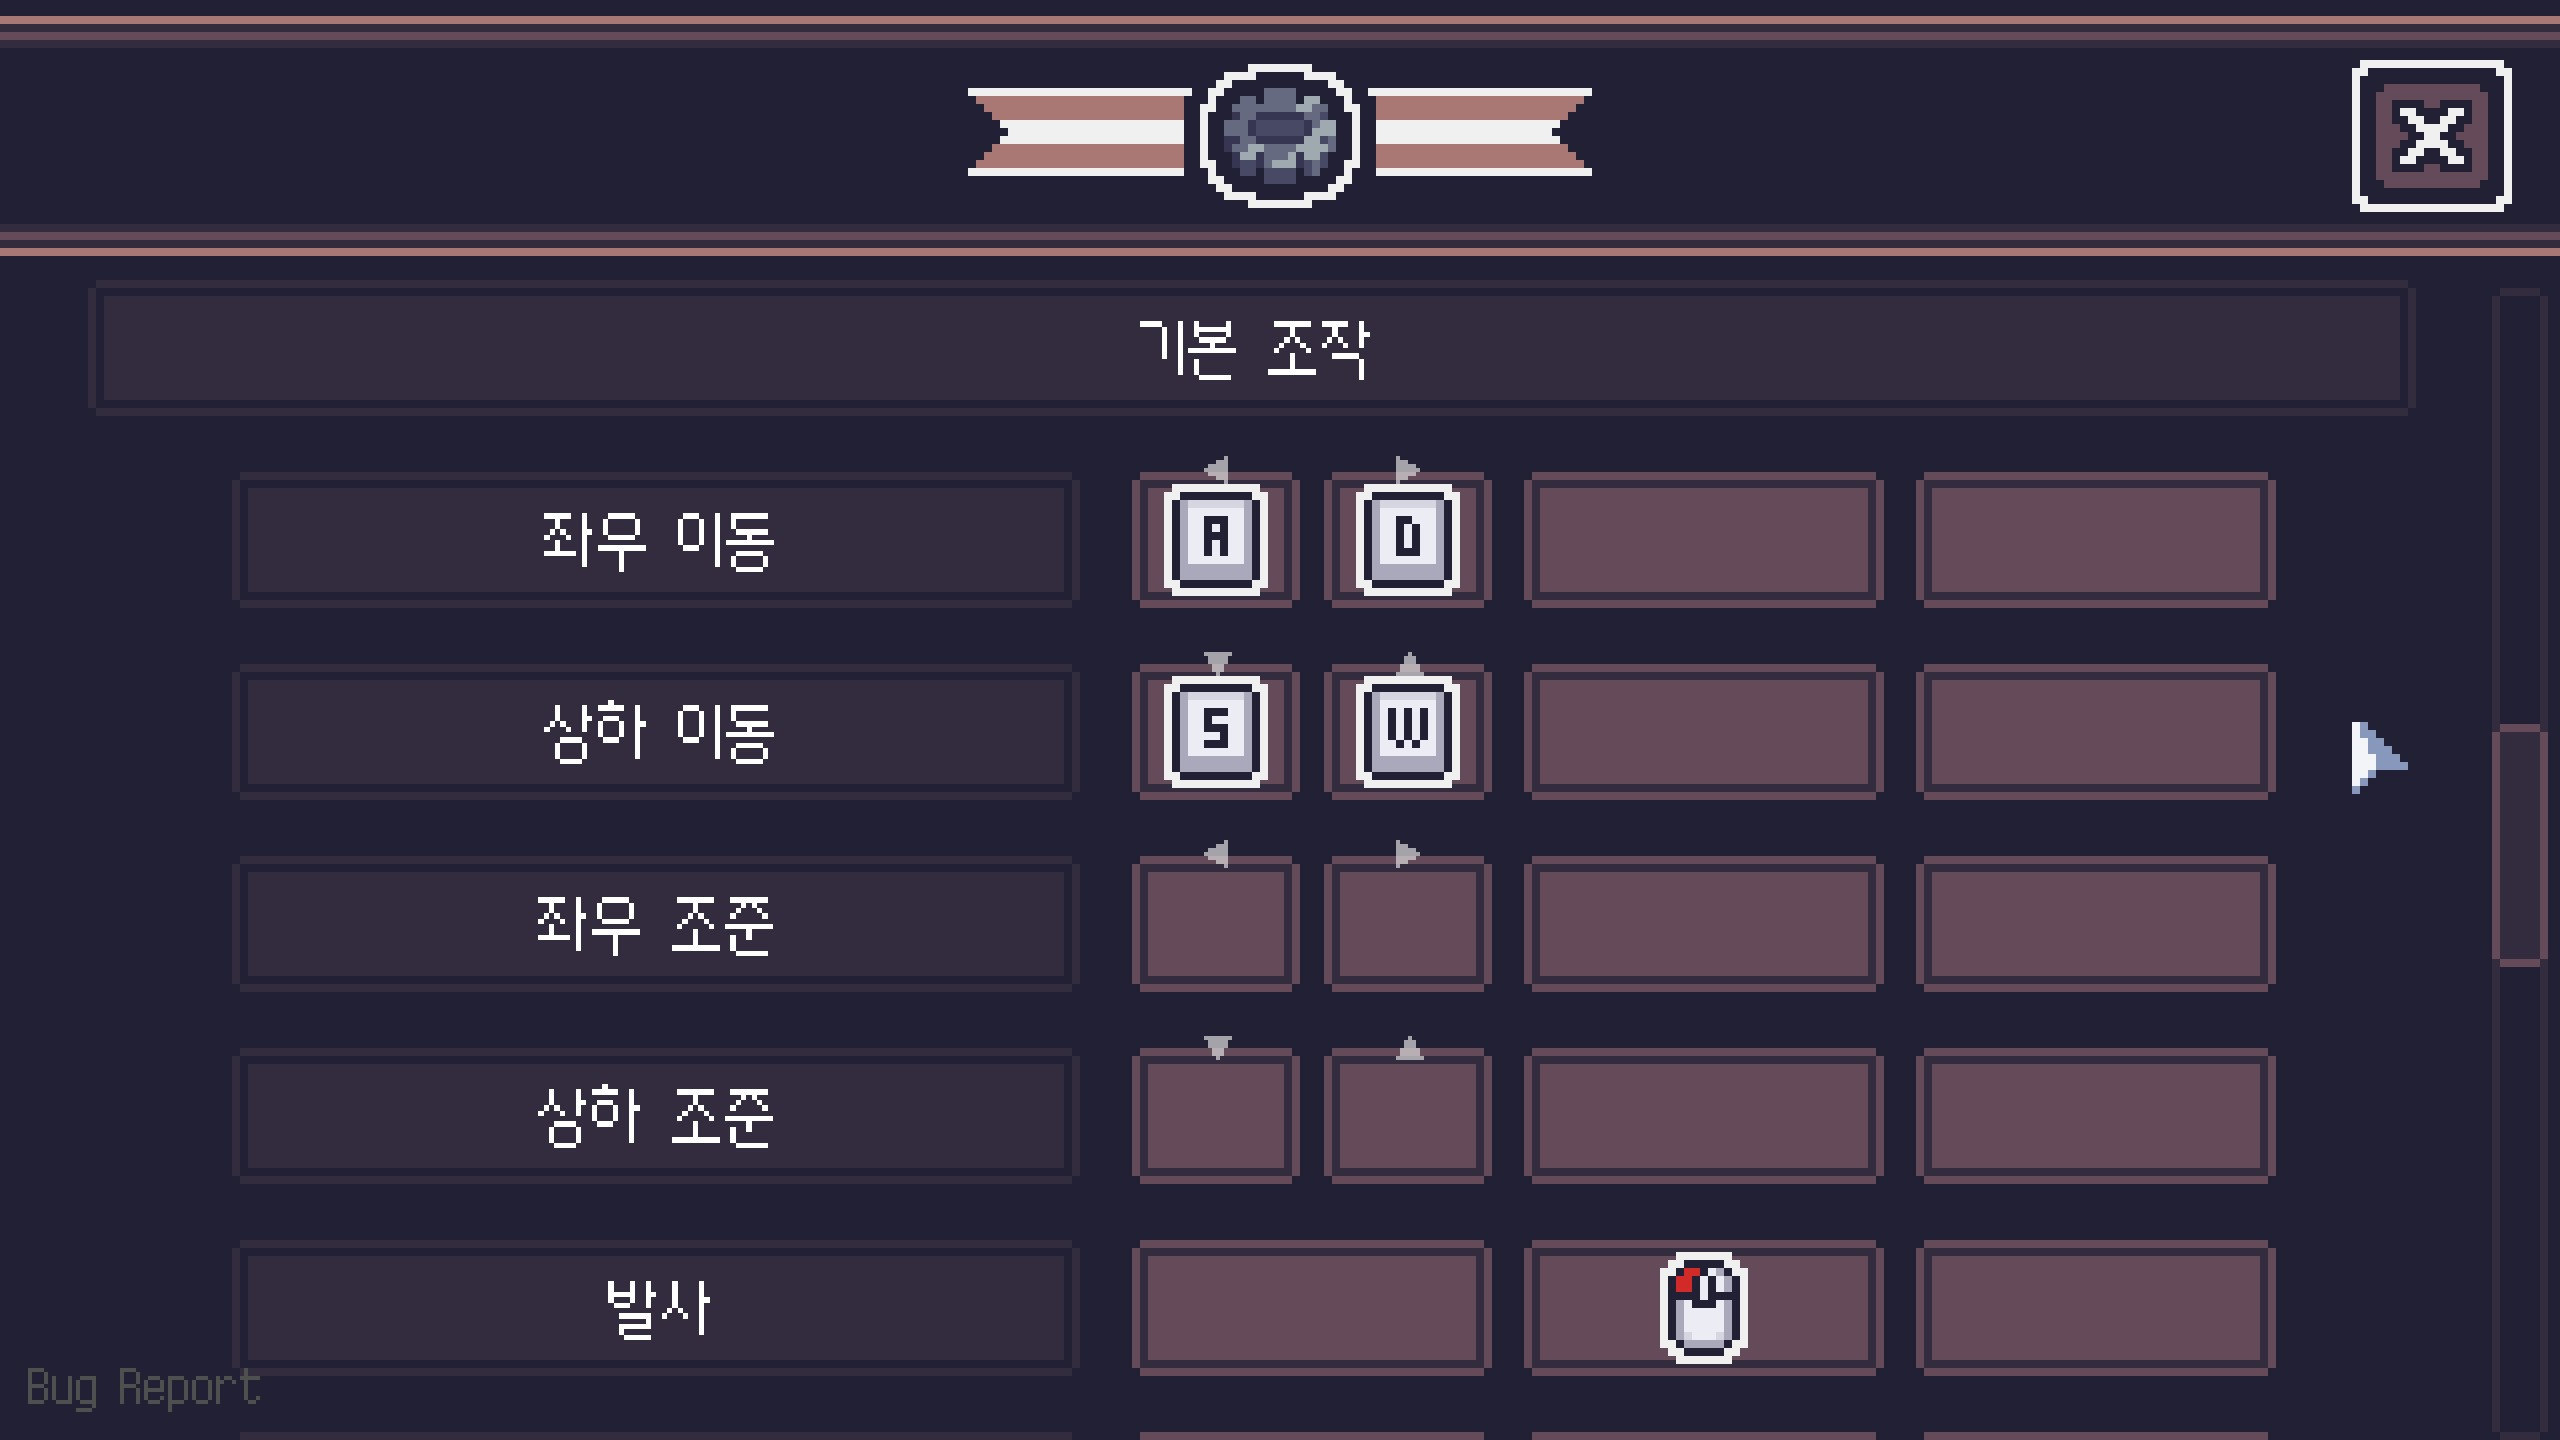 기본 조작
좌우 이동 A D
상하 이동 S W
좌우 조준
상하 조준
발사
Bug Report